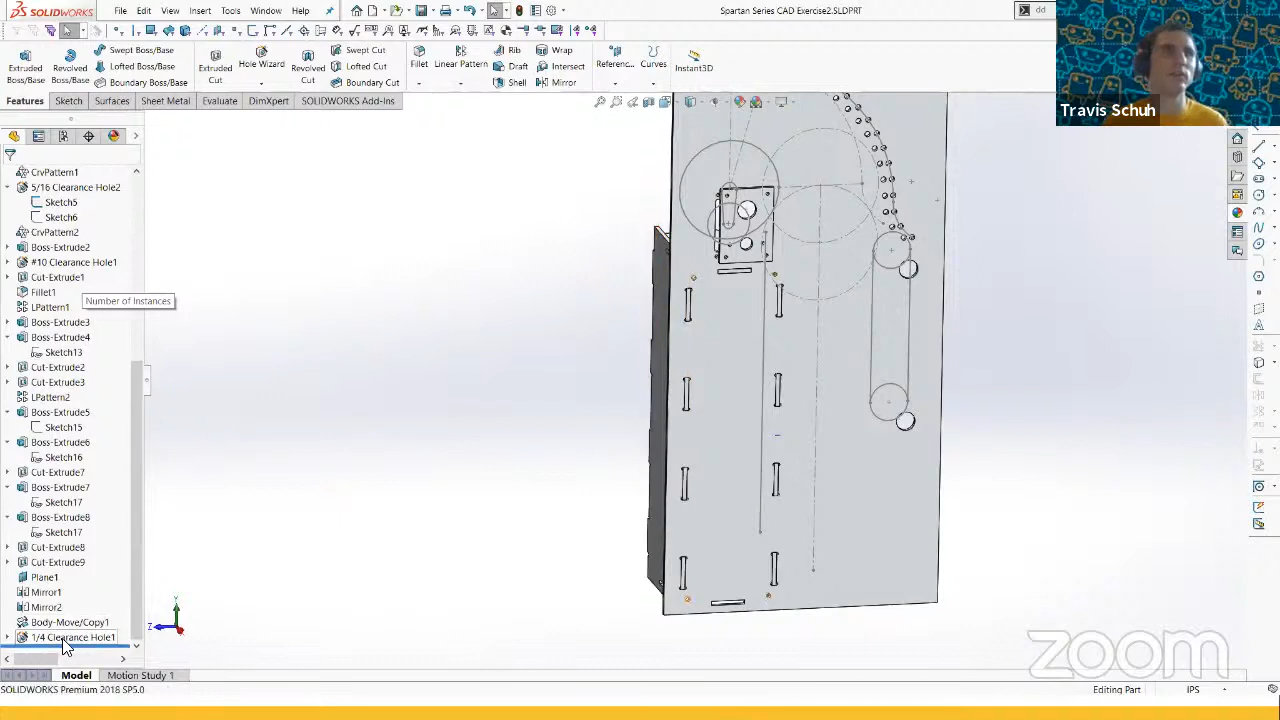 SOLIDWORKS
File Edit View Insert Tools Window Help
Spartan Series CAD Exercise2.SLDPRT
dd
Extruded Boss/Base
Revolved Boss/Base
Swept Boss/Base
Lofted Boss/Base
Boundary Boss/Base
Extruded Cut
Hole Wizard
Revolved Cut
Swept Cut
Lofted Cut
Boundary Cut
Fillet
Linear Pattern
Rib
Draft
Shell
Wrap
Intersect
Mirror
Referenc...
Curves
Instant3D
Features Sketch Surfaces Sheet Metal Evaluate DimXpert SOLIDWORKS Add-Ins
Travis Schuh
CrvPattern1
5/16 Clearance Hole2
Sketch5
Sketch6
CrvPattern2
Boss-Extrude2
#10 Clearance Hole1
Cut-Extrude1
Fillet1
Number of Instances
LPattern1
Boss-Extrude3
Boss-Extrude4
Sketch13
Cut-Extrude2
Cut-Extrude3
LPattern2
Boss-Extrude5
Sketch15
Boss-Extrude6
Sketch16
Cut-Extrude7
Boss-Extrude7
Sketch17
Boss-Extrude8
Sketch17
Cut-Extrude8
Cut-Extrude9
Plane1
Mirror1
Mirror2
Body-Move/Copy1
1/4 Clearance Hole1
Y
Z
zoom
Model Motion Study 1
SOLIDWORKS Premium 2018 SP5.0
Editing Part
IPS